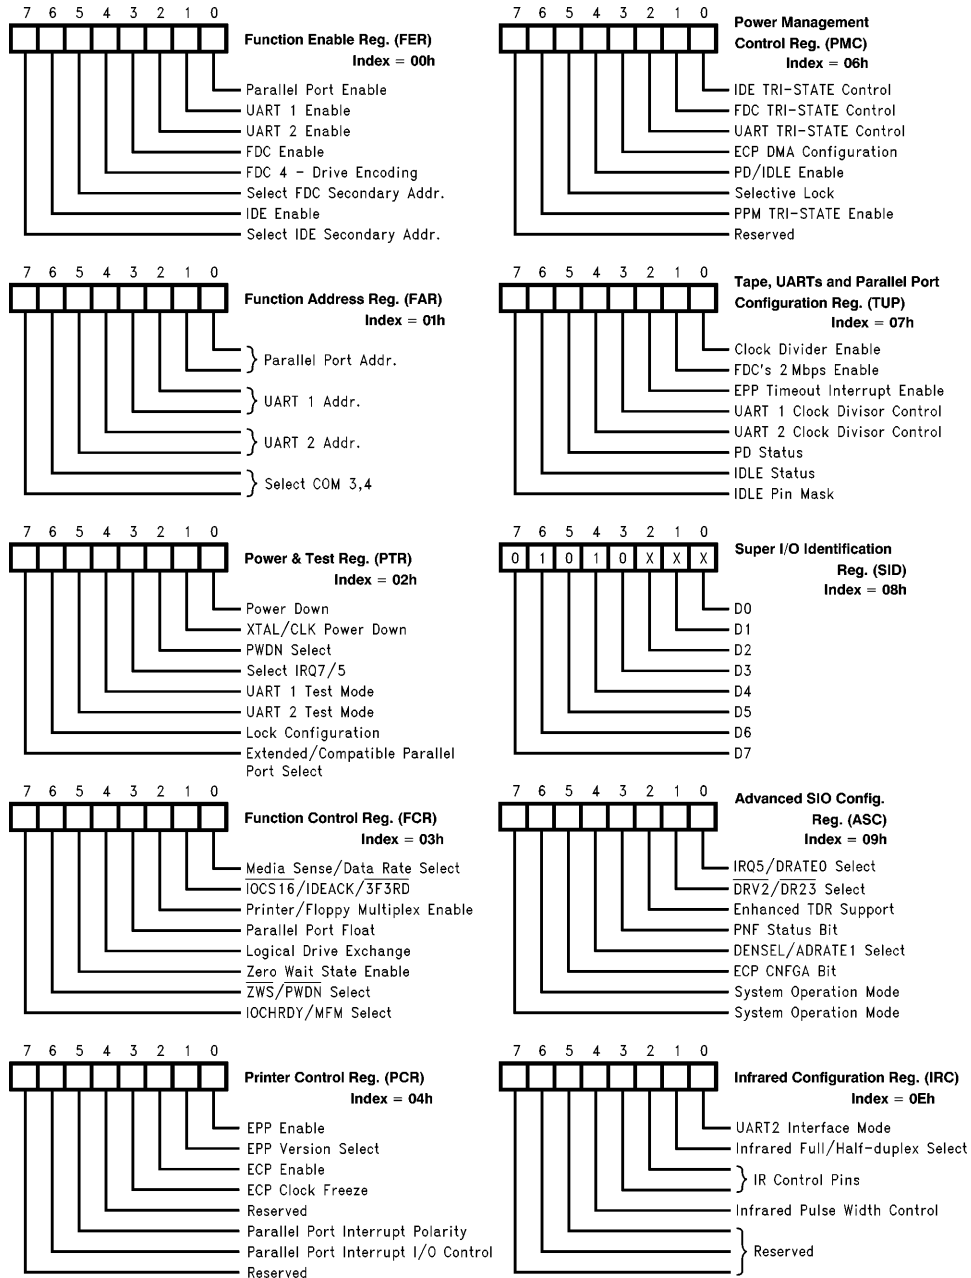 7 6 5 4 3 2 1 0
Function Enable Reg. (FER)
Index = 00h
Parallel Port Enable
UART 1 Enable
UART 2 Enable
FDC Enable
FDC 4 – Drive Encoding
Select FDC Secondary Addr.
IDE Enable
Select IDE Secondary Addr.
7 6 5 4 3 2 1 0
Function Address Reg. (FAR)
Index = 01h
Parallel Port Addr.
UART 1 Addr.
UART 2 Addr.
Select COM 3,4
7 6 5 4 3 2 1 0
Power & Test Reg. (PTR)
Index = 02h
Power Down
XTAL/CLK Power Down
PWDN Select
Select IRQ7/5
UART 1 Test Mode
UART 2 Test Mode
Lock Configuration
Extended/Compatible Parallel
Port Select
7 6 5 4 3 2 1 0
Function Control Reg. (FCR)
Index = 03h
Media Sense/Data Rate Select
IOCS16/IDEACK/3F3RD
Printer/Floppy Multiplex Enable
Parallel Port Float
Logical Drive Exchange
Zero Wait State Enable
ZWS/PWDN Select
IOCHRDY/MFM Select
7 6 5 4 3 2 1 0
Printer Control Reg. (PCR)
Index = 04h
EPP Enable
EPP Version Select
ECP Enable
ECP Clock Freeze
Reserved
Parallel Port Interrupt Polarity
Parallel Port Interrupt I/O Control
Reserved
7 6 5 4 3 2 1 0
Power Management
Control Reg. (PMC)
Index = 06h
IDE TRI–STATE Control
FDC TRI–STATE Control
UART TRI–STATE Control
ECP DMA Configuration
PD/IDLE Enable
Selective Lock
PPM TRI–STATE Enable
Reserved
7 6 5 4 3 2 1 0
Tape, UARTs and Parallel Port
Configuration Reg. (TUP)
Index = 07h
Clock Divider Enable
FDC's 2 Mbps Enable
EPP Timeout Interrupt Enable
UART 1 Clock Divisor Control
UART 2 Clock Divisor Control
PD Status
IDLE Status
IDLE Pin Mask
7 6 5 4 3 2 1 0
0 1 0 1 0 X X X
Super I/O Identification
Reg. (SID)
Index = 08h
D0
D1
D2
D3
D4
D5
D6
D7
7 6 5 4 3 2 1 0
Advanced SIO Config.
Reg. (ASC)
Index = 09h
IRQ5/DRATE0 Select
DRV2/DR23 Select
Enhanced TDR Support
PNF Status Bit
DENSEL/ADRATE1 Select
ECP CNFGA Bit
System Operation Mode
System Operation Mode
7 6 5 4 3 2 1 0
Infrared Configuration Reg. (IRC)
Index = 0Eh
UART2 Interface Mode
Infrared Full/Half–duplex Select
IR Control Pins
Infrared Pulse Width Control
Reserved